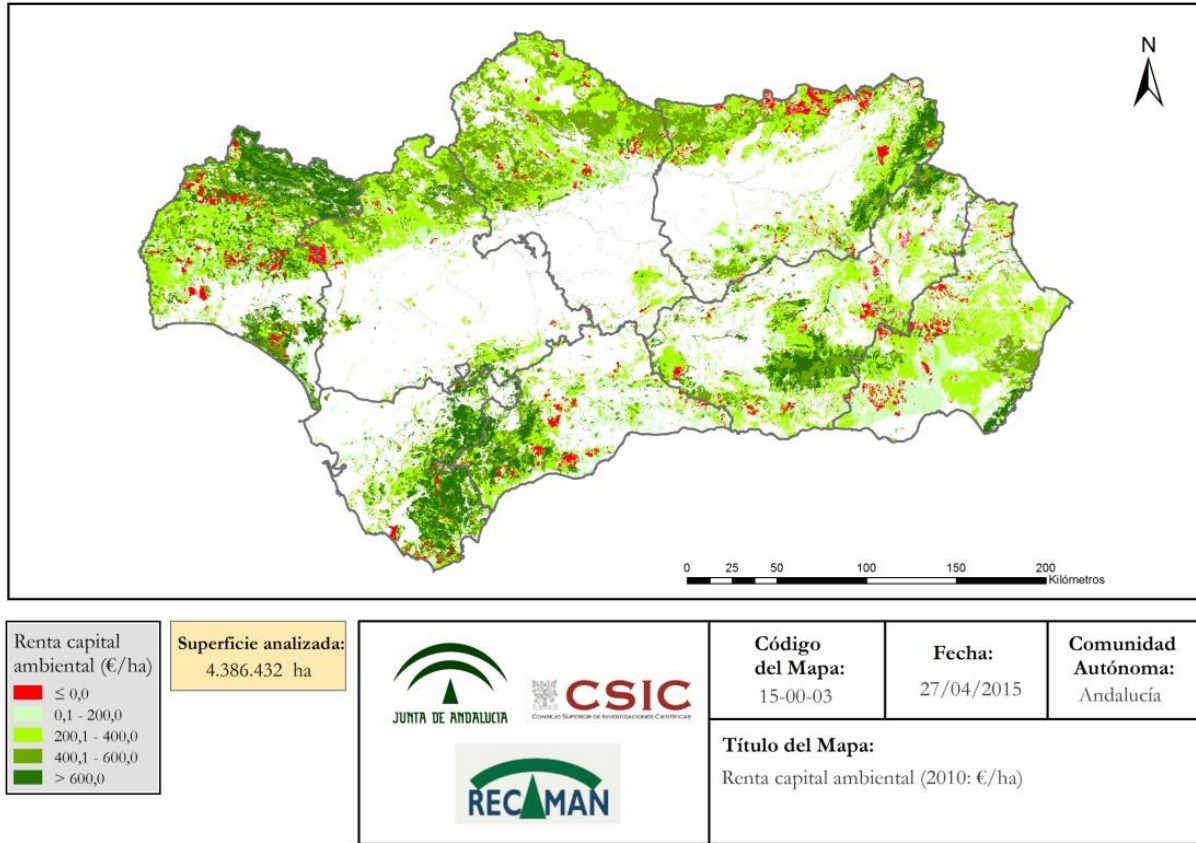 N
0 25 50 100 150 200
Kilómetros
Renta capital
ambiental (€/ha)
≤ 0,0
0,1 - 200,0
200,1 - 400,0
400,1 - 600,0
> 600,0
Superficie analizada:
4.386.432 ha
JUNTA DE ANDALUCIA
CSIC
CONSEJO SUPERIOR DE INVESTIGACIONES CIENTÍFICAS
RECAMAN
Código
del Mapa:
15-00-03
Fecha:
27/04/2015
Comunidad
Autónoma:
Andalucía
Título del Mapa:
Renta capital ambiental (2010: €/ha)